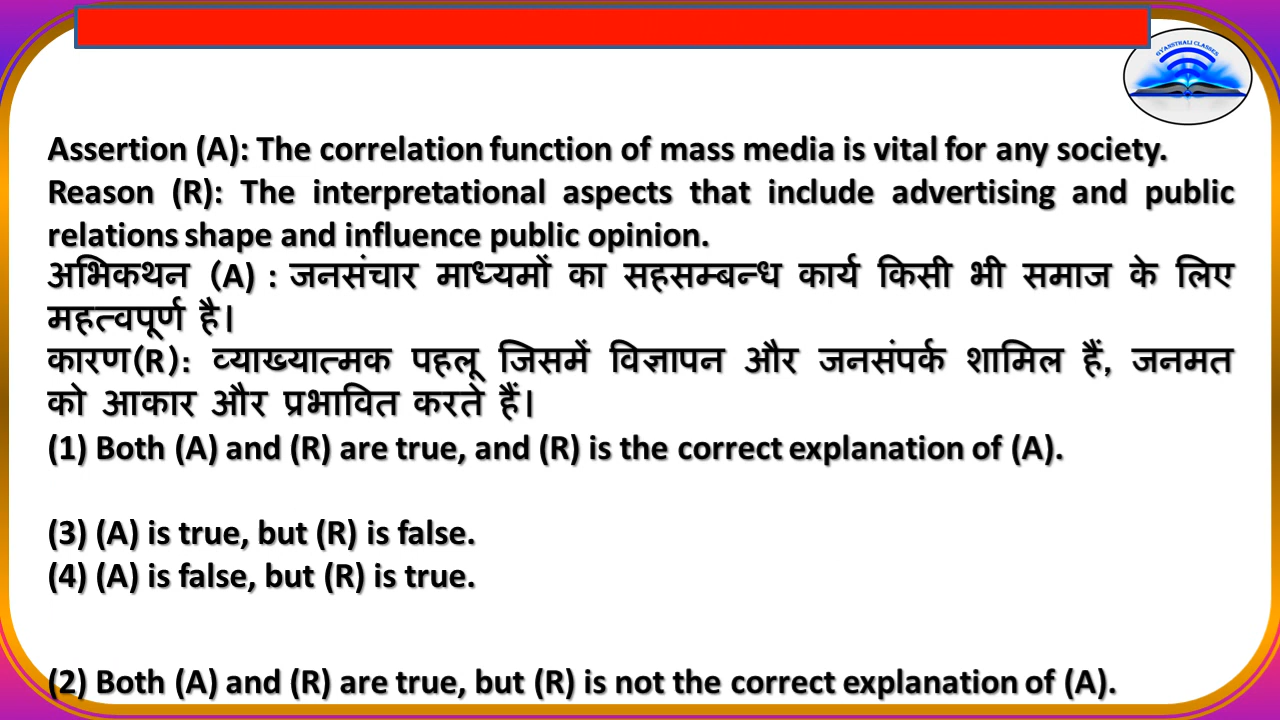 GYANSTHALI CLASSES
Assertion (A): The correlation function of mass media is vital for any society.
Reason (R): The interpretational aspects that include advertising and public
relations shape and influence public opinion.
अभिकथन (A) : जनसंचार माध्यमों का सहसम्बन्ध कार्य किसी भी समाज के लिए
महत्वपूर्ण है।
कारण(R): व्याख्यात्मक पहलू जिसमें विज्ञापन और जनसंपर्क शामिल हैं, जनमत
को आकार और प्रभावित करते हैं।
(1) Both (A) and (R) are true, and (R) is the correct explanation of (A).
(3) (A) is true, but (R) is false.
(4) (A) is false, but (R) is true.
(2) Both (A) and (R) are true, but (R) is not the correct explanation of (A).